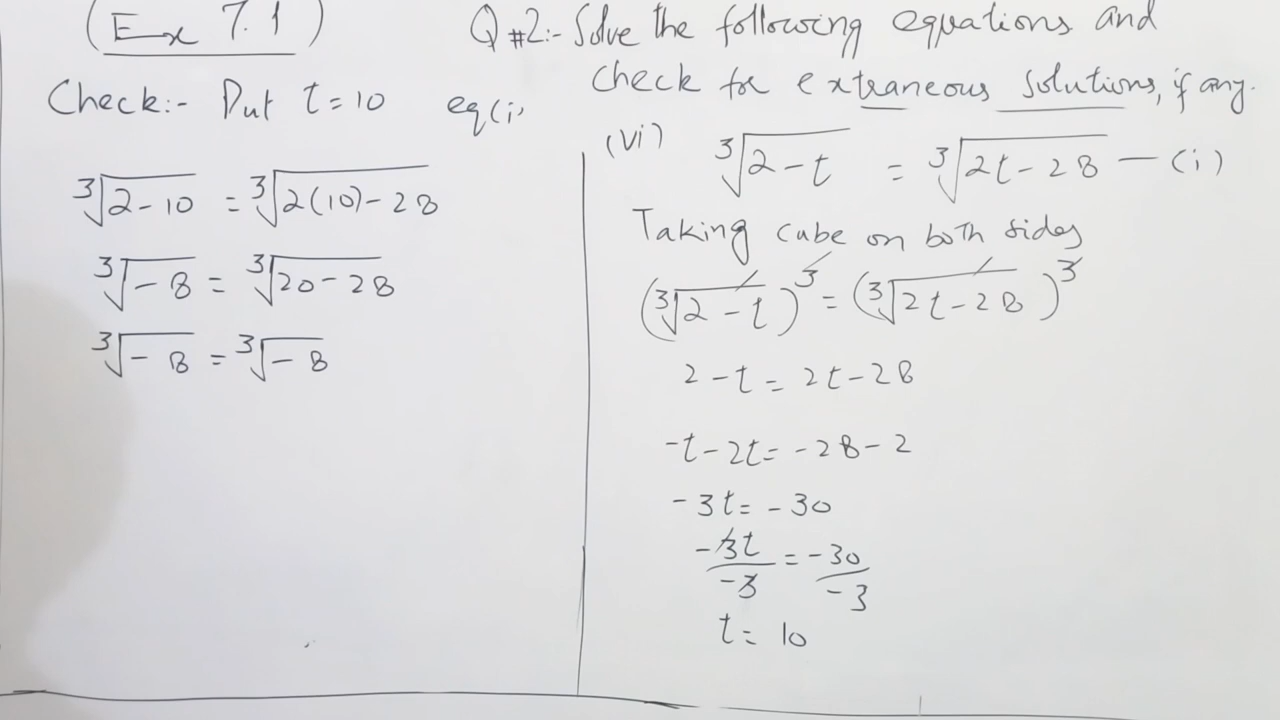 (Ex 7.1)
Q #2:- Solve the following equations and
check for extraneous solutions, if any.
(vi) ∛(2-t) = ∛(2t-28) — (i)
Taking cube on both sides
(∛(2-t))³ = (∛(2t-28))³
2-t = 2t-28
-t-2t = -28-2
-3t = -30
-3t/-3 = -30/-3
t = 10
Check:- Put t=10 eq(i)
∛(2-10) = ∛(2(10)-28)
∛(-8) = ∛(20-28)
∛(-8) = ∛(-8)